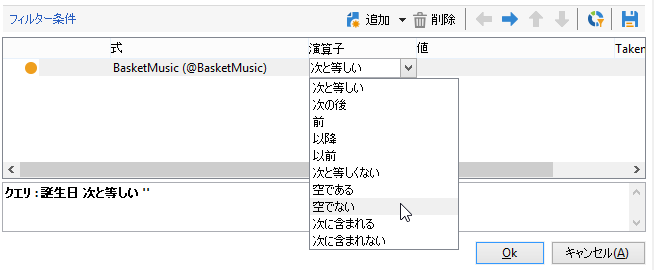 フィルター条件 追加 削除
式 演算子 値 Taken
BasketMusic (@BasketMusic) 次と等しい
次と等しい
次の後
前
以降
以前
次と等しくない
空である
空でない
次に含まれる
次に含まれない
クエリ : 誕生日 次と等しい ''
Ok キャンセル(A)